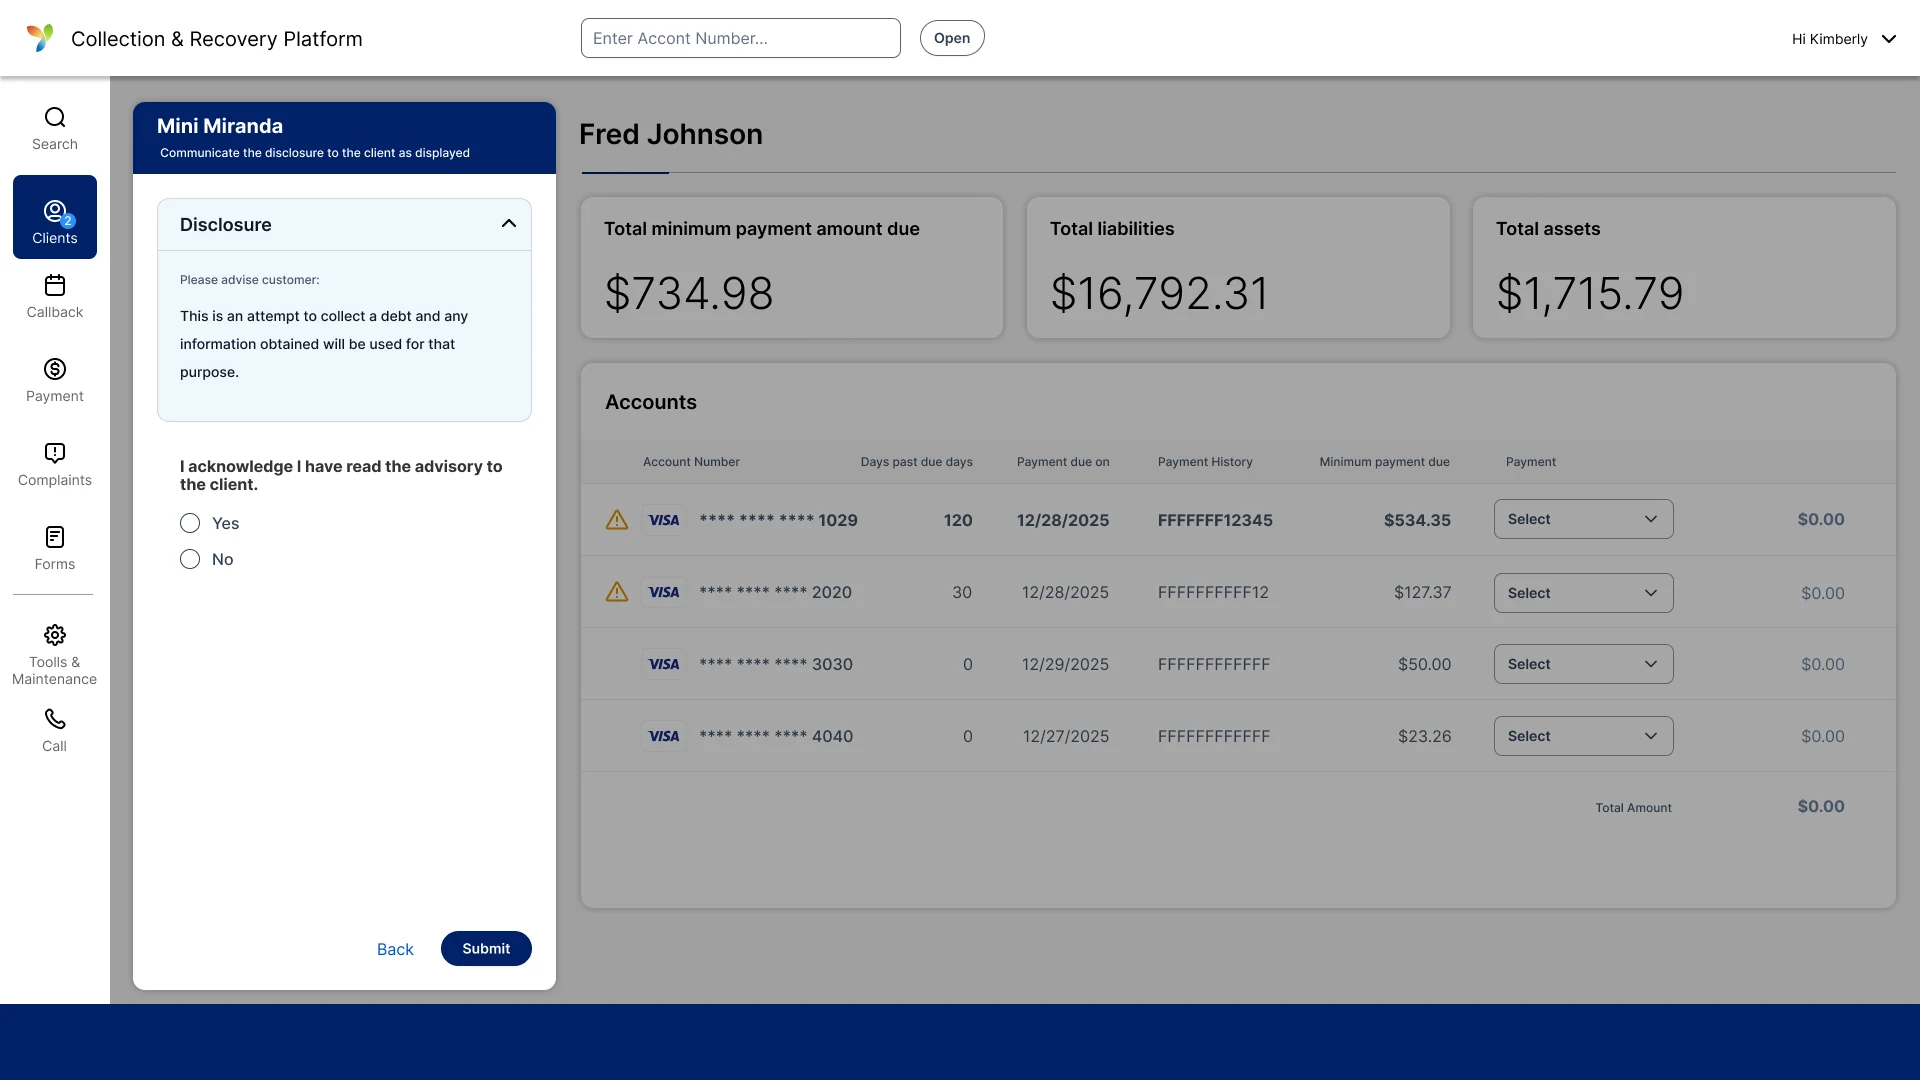 Collection & Recovery Platform
Enter Accont Number...
Open
Hi Kimberly
Search
2
Clients
Callback
Payment
Complaints
Forms
Toolls &
Maintenance
Call
Mini Miranda
Communicate the disclosure to the client as displayed
Disclosure
Please advise customer:
This is an attempt to collect a debt and any
information obtained will be used for that
purpose.
I acknowledge I have read the advisory to
the client.
Yes
No
Back
Submit
Fred Johnson
Total minimum payment amount due
$734.98
Total liabilities
$16,792.31
Total assets
$1,715.79
Accounts
Account Number Days past due days Payment due on Payment History Minimum payment due Payment
VISA **** **** **** 1029 120 12/28/2025 FFFFFFF12345 $534.35 Select $0.00
VISA **** **** **** 2020 30 12/28/2025 FFFFFFFFFF12 $127.37 Select $0.00
VISA **** **** **** 3030 0 12/29/2025 FFFFFFFFFFFF $50.00 Select $0.00
VISA **** **** **** 4040 0 12/27/2025 FFFFFFFFFFFF $23.26 Select $0.00
Total Amount $0.00